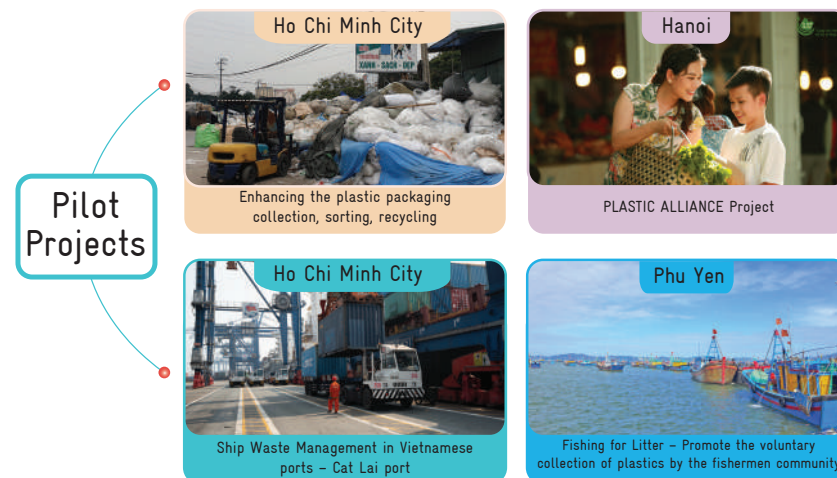 Pilot
Projects
Ho Chi Minh City
XANH - SẠCH - ĐẸP
Enhancing the plastic packaging
collection, sorting, recycling
Hanoi
PLASTIC ALLIANCE Project
Ho Chi Minh City
Ship Waste Management in Vietnamese
ports – Cat Lai port
Phu Yen
Fishing for Litter – Promote the voluntary
collection of plastics by the fishermen community